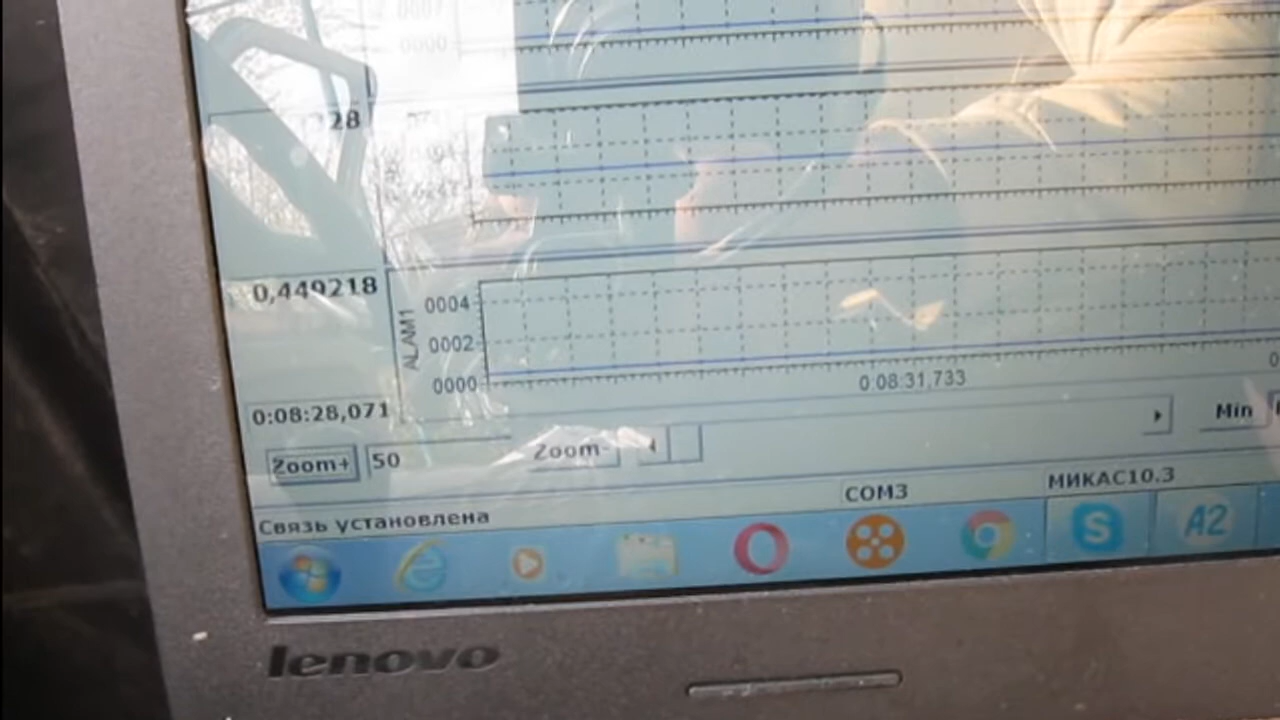 0000
28
0,449218
ALAM1
0004
0002
0000
0:08:31,733
0:08:28,071
Zoom+
50
Zoom-
Min
COM3
МИКАС10.3
Связь установлена
A2
lenovo